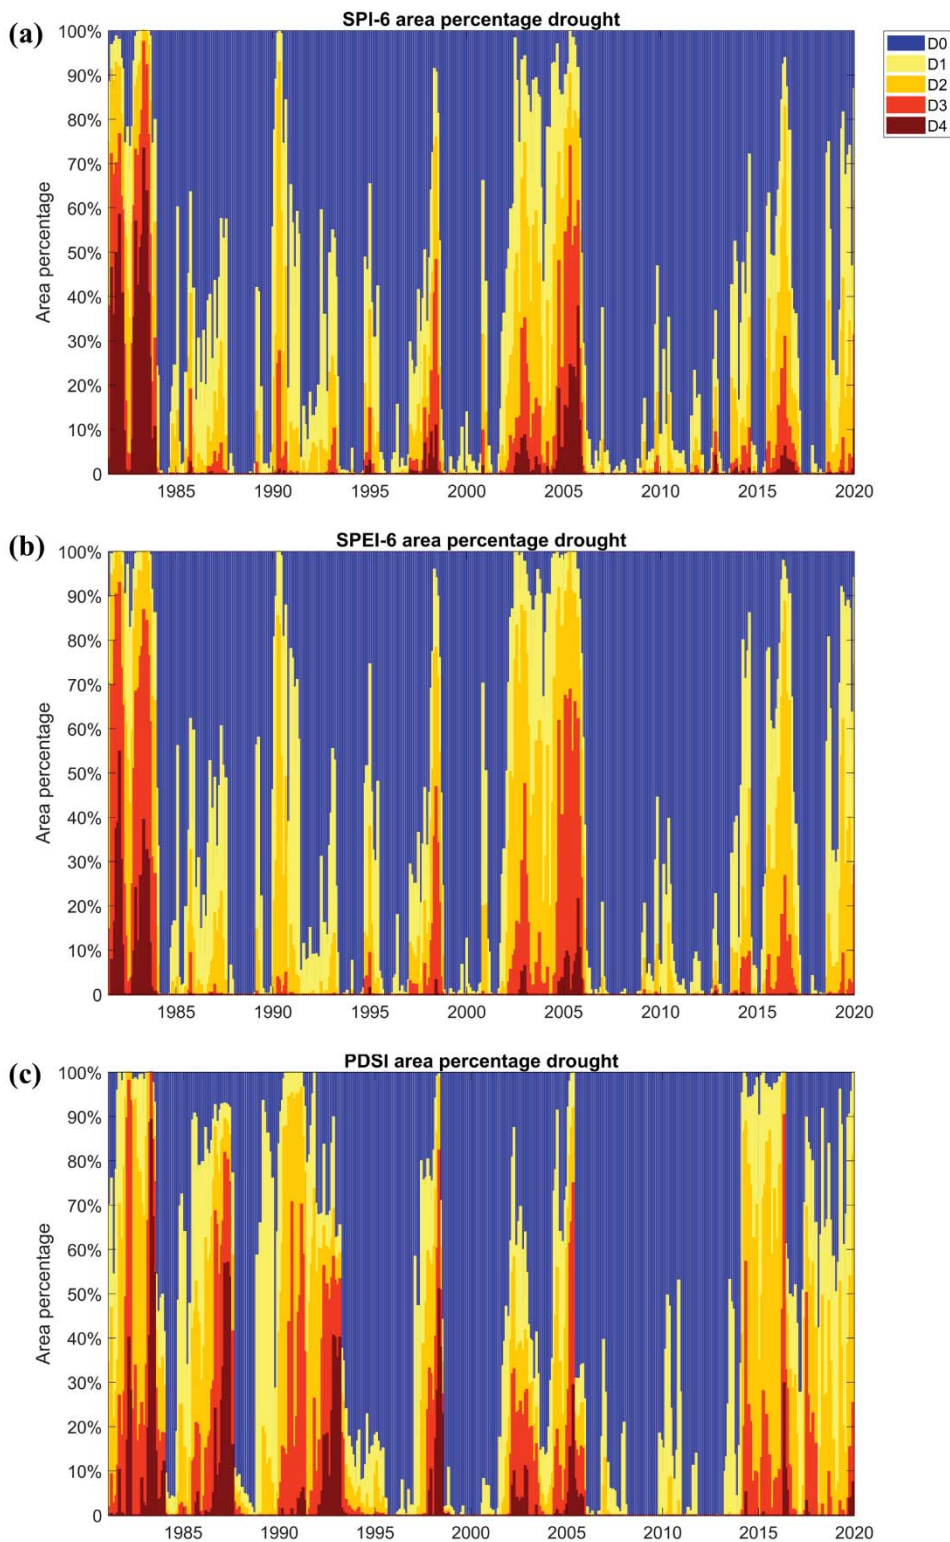 (a)
SPI-6 area percentage drought
100%
90%
80%
70%
60%
50%
40%
30%
20%
10%
0
Area percentage
1985 1990 1995 2000 2005 2010 2015 2020
D0
D1
D2
D3
D4
(b)
SPEI-6 area percentage drought
100%
90%
80%
70%
60%
50%
40%
30%
20%
10%
0
Area percentage
1985 1990 1995 2000 2005 2010 2015 2020
(c)
PDSI area percentage drought
100%
90%
80%
70%
60%
50%
40%
30%
20%
10%
0
Area percentage
1985 1990 1995 2000 2005 2010 2015 2020